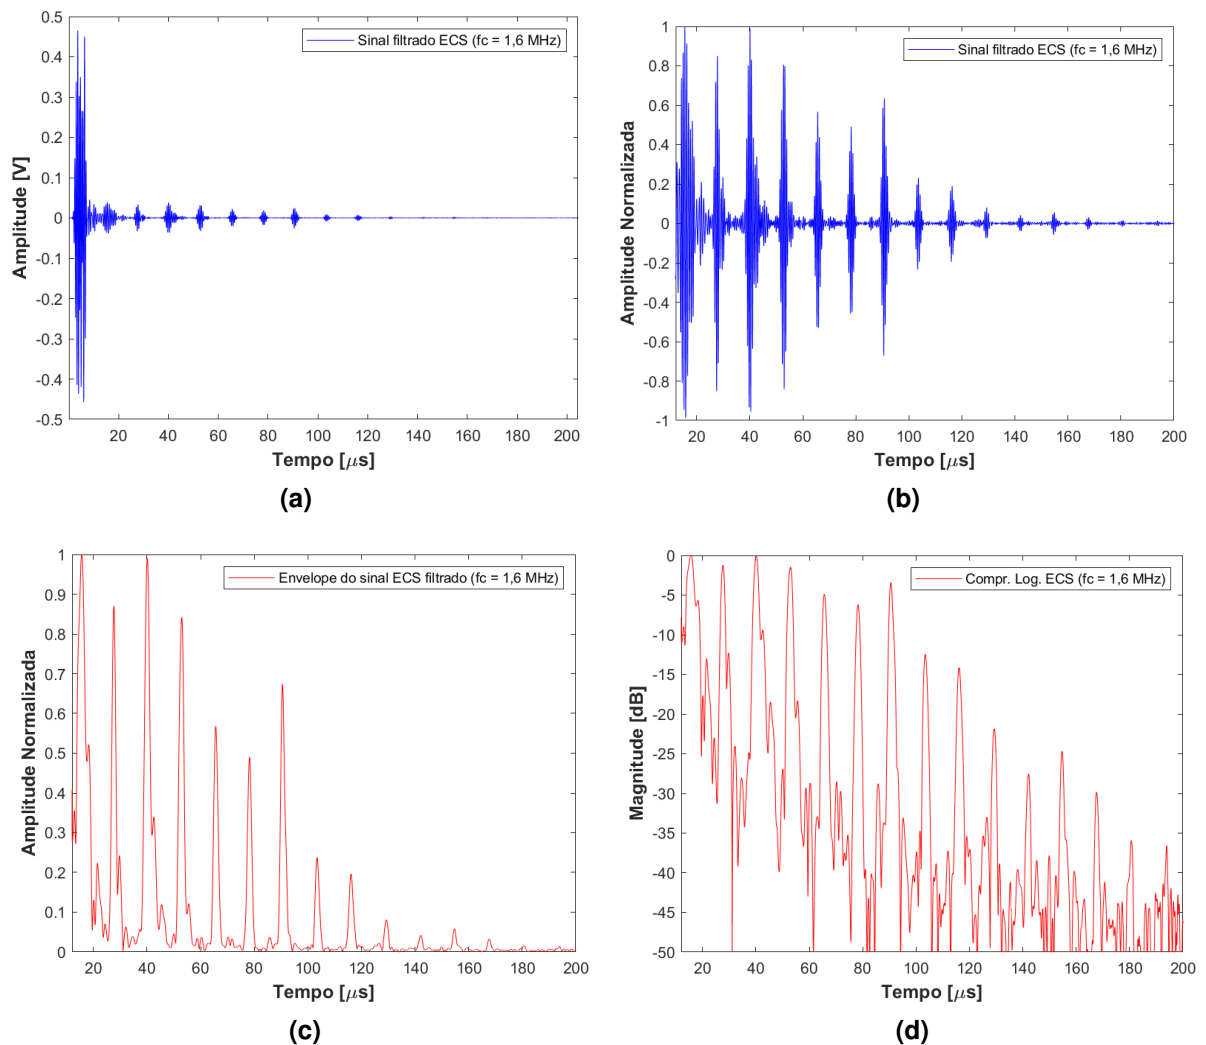 0.5
0.4
0.3
0.2
0.1
0
-0.1
-0.2
-0.3
-0.4
-0.5
Amplitude [V]
Sinal filtrado ECS (fc = 1,6 MHz)
20 40 60 80 100 120 140 160 180 200
Tempo [μs]
(a)
1
0.8
0.6
0.4
0.2
0
-0.2
-0.4
-0.6
-0.8
-1
Amplitude Normalizada
Sinal filtrado ECS (fc = 1,6 MHz)
20 40 60 80 100 120 140 160 180 200
Tempo [μs]
(b)
1
0.9
0.8
0.7
0.6
0.5
0.4
0.3
0.2
0.1
0
Amplitude Normalizada
Envelope do sinal ECS filtrado (fc = 1,6 MHz)
20 40 60 80 100 120 140 160 180 200
Tempo [μs]
(c)
0
-5
-10
-15
-20
-25
-30
-35
-40
-45
-50
Magnitude [dB]
Compr. Log. ECS (fc = 1,6 MHz)
20 40 60 80 100 120 140 160 180 200
Tempo [μs]
(d)